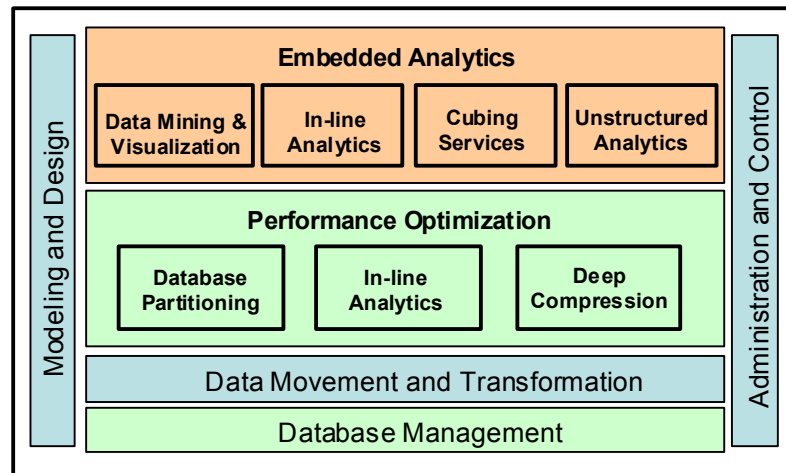 Modeling and Design
Embedded Analytics
Data Mining &
Visualization
In-line
Analytics
Cubing
Services
Unstructured
Analytics
Performance Optimization
Database
Partitioning
In-line
Analytics
Deep
Compression
Data Movement and Transformation
Database Management
Administration and Control